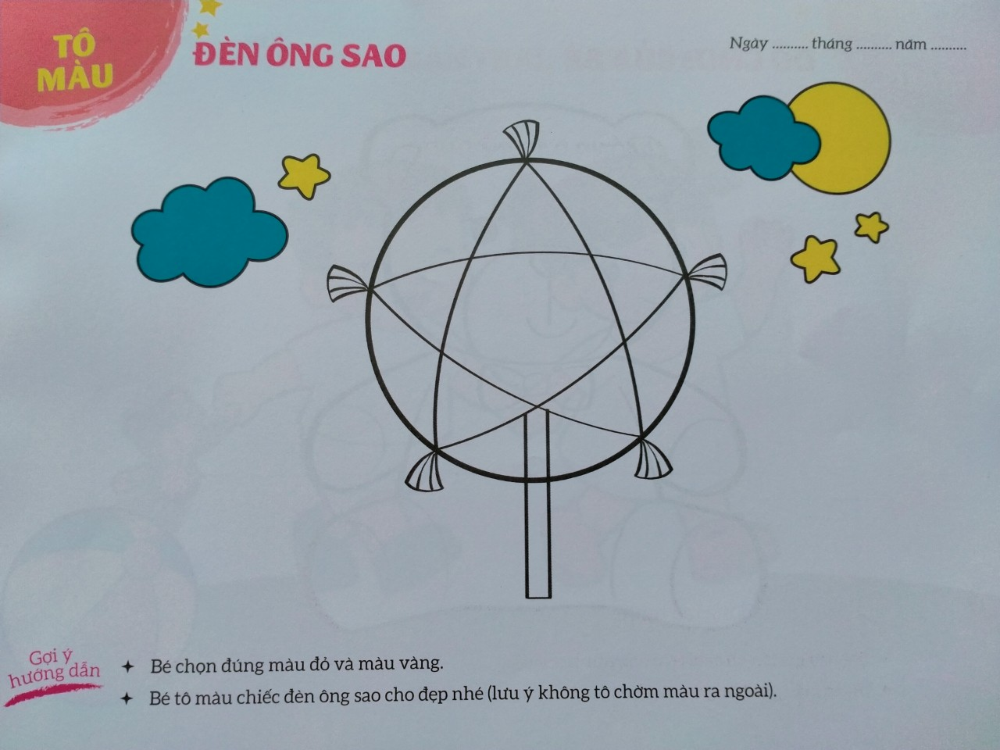 TÔ
MÀU
ĐÈN ÔNG SAO
Ngày .......... tháng .......... năm ..........
Gợi ý
hướng dẫn
Bé chọn đúng màu đỏ và màu vàng.
Bé tô màu chiếc đèn ông sao cho đẹp nhé (lưu ý không tô chờm màu ra ngoài).